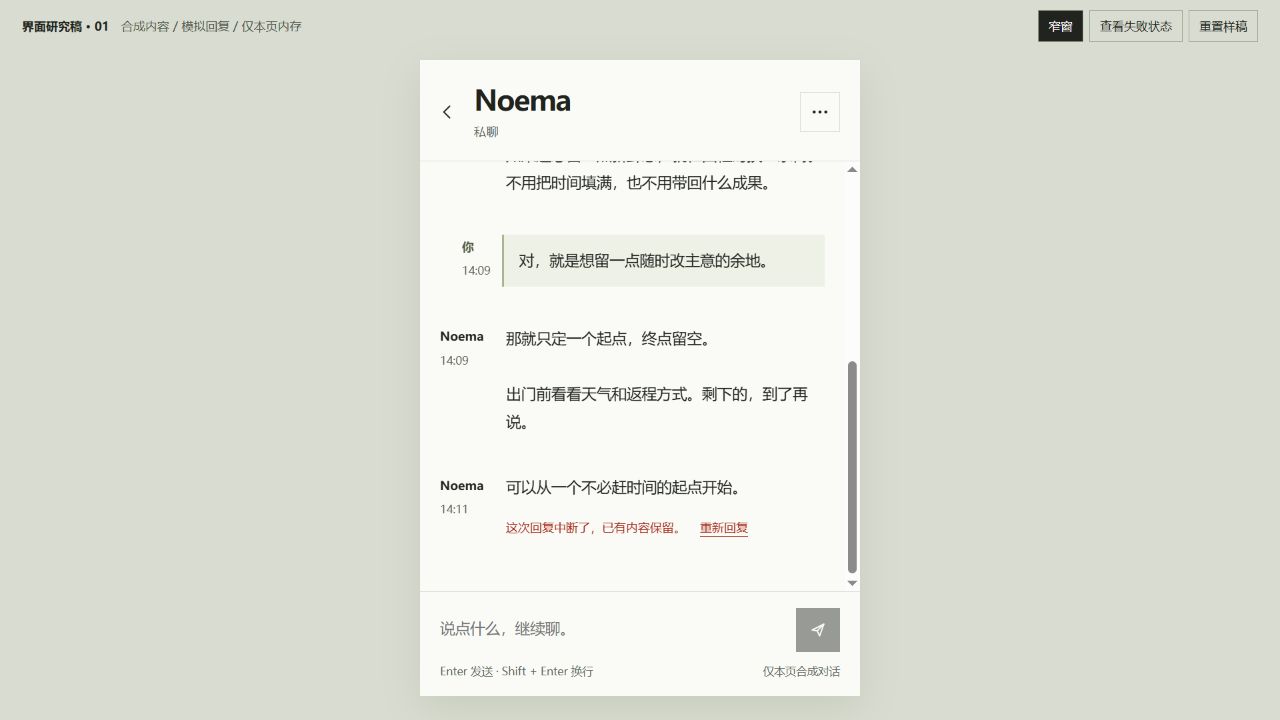 界面研究稿 • 01 合成内容 / 模拟回复 / 仅本页内存
窄窗 查看失败状态 重置样稿
Noema
私聊
不用把时间填满，也不用带回什么成果。
你
14:09
对，就是想留一点随时改主意的余地。
Noema
14:09
那就只定一个起点，终点留空。
出门前看看天气和返程方式。剩下的，到了再
说。
Noema
14:11
可以从一个不必赶时间的起点开始。
这次回复中断了，已有内容保留。 重新回复
说点什么，继续聊。
Enter 发送 · Shift + Enter 换行
仅本页合成对话